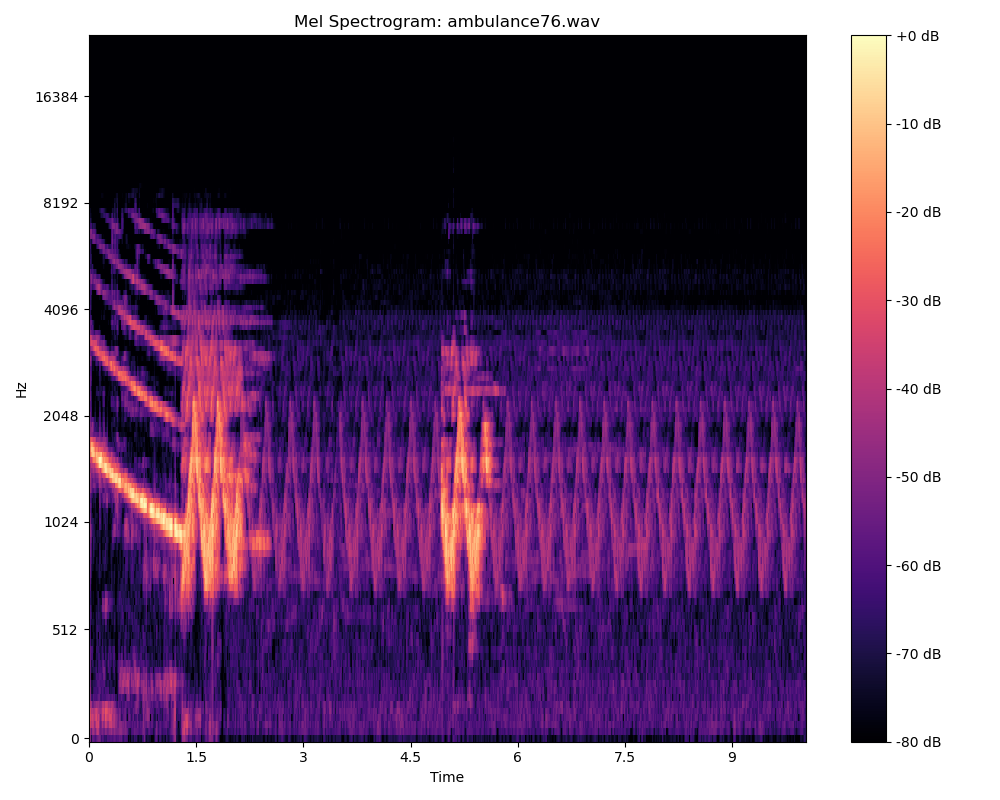 Mel Spectrogram: ambulance76.wav
Hz
16384
8192
4096
2048
1024
512
0
0 1.5 3 4.5 6 7.5 9
Time
+0 dB
-10 dB
-20 dB
-30 dB
-40 dB
-50 dB
-60 dB
-70 dB
-80 dB